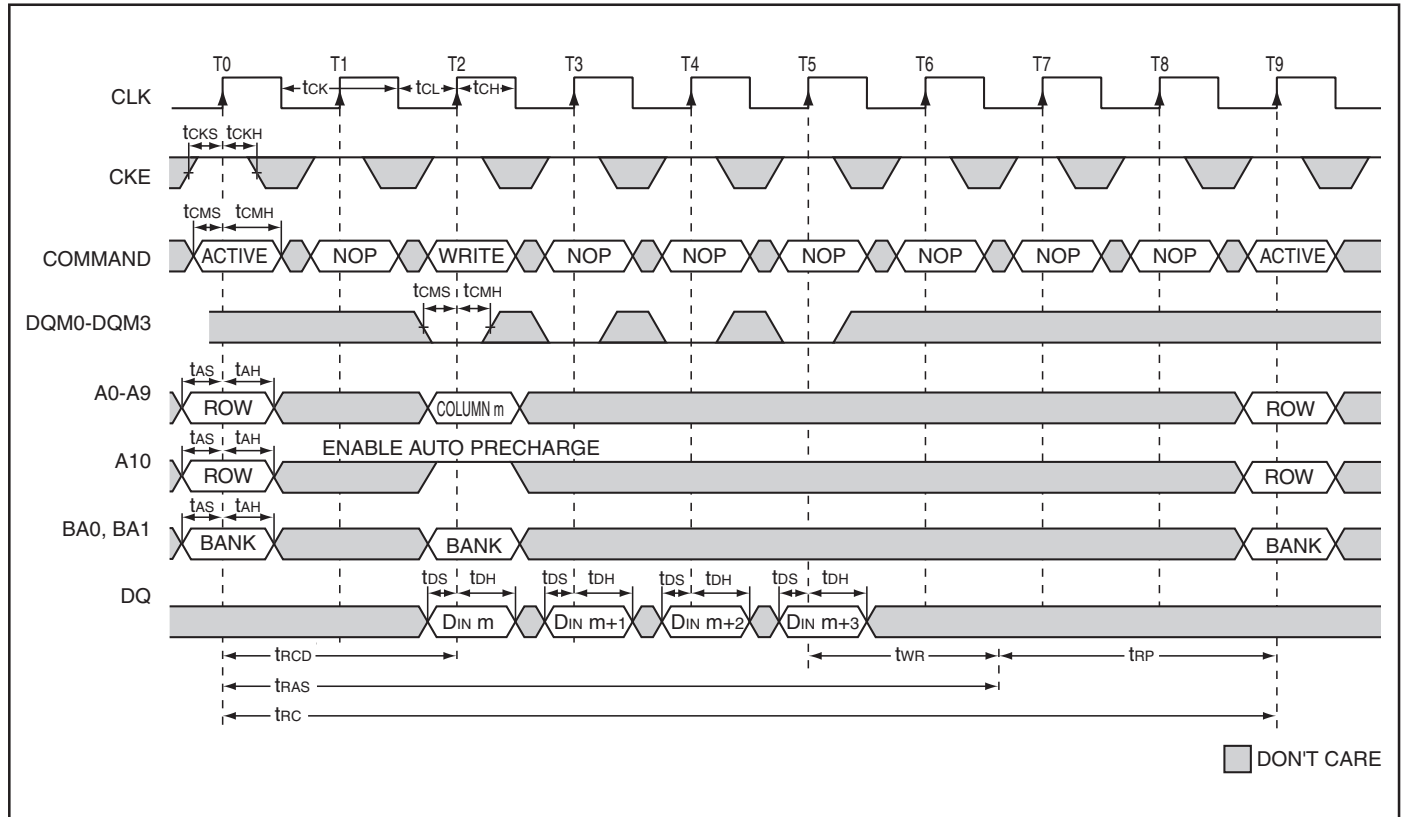 T0 T1 T2 T3 T4 T5 T6 T7 T8 T9
CLK tCK tCL tCH
tCKS tCKH
CKE
tCMS tCMH
COMMAND ACTIVE NOP WRITE NOP NOP NOP NOP NOP NOP ACTIVE
tCMS tCMH
DQM0-DQM3
tAS tAH
A0-A9 ROW COLUMN m ROW
tAS tAH ENABLE AUTO PRECHARGE
A10 ROW ROW
tAS tAH
BA0, BA1 BANK BANK BANK
tDS tDH tDS tDH tDS tDH tDS tDH
DQ DIN m DIN m+1 DIN m+2 DIN m+3
tRCD tWR tRP
tRAS
tRC
DON'T CARE